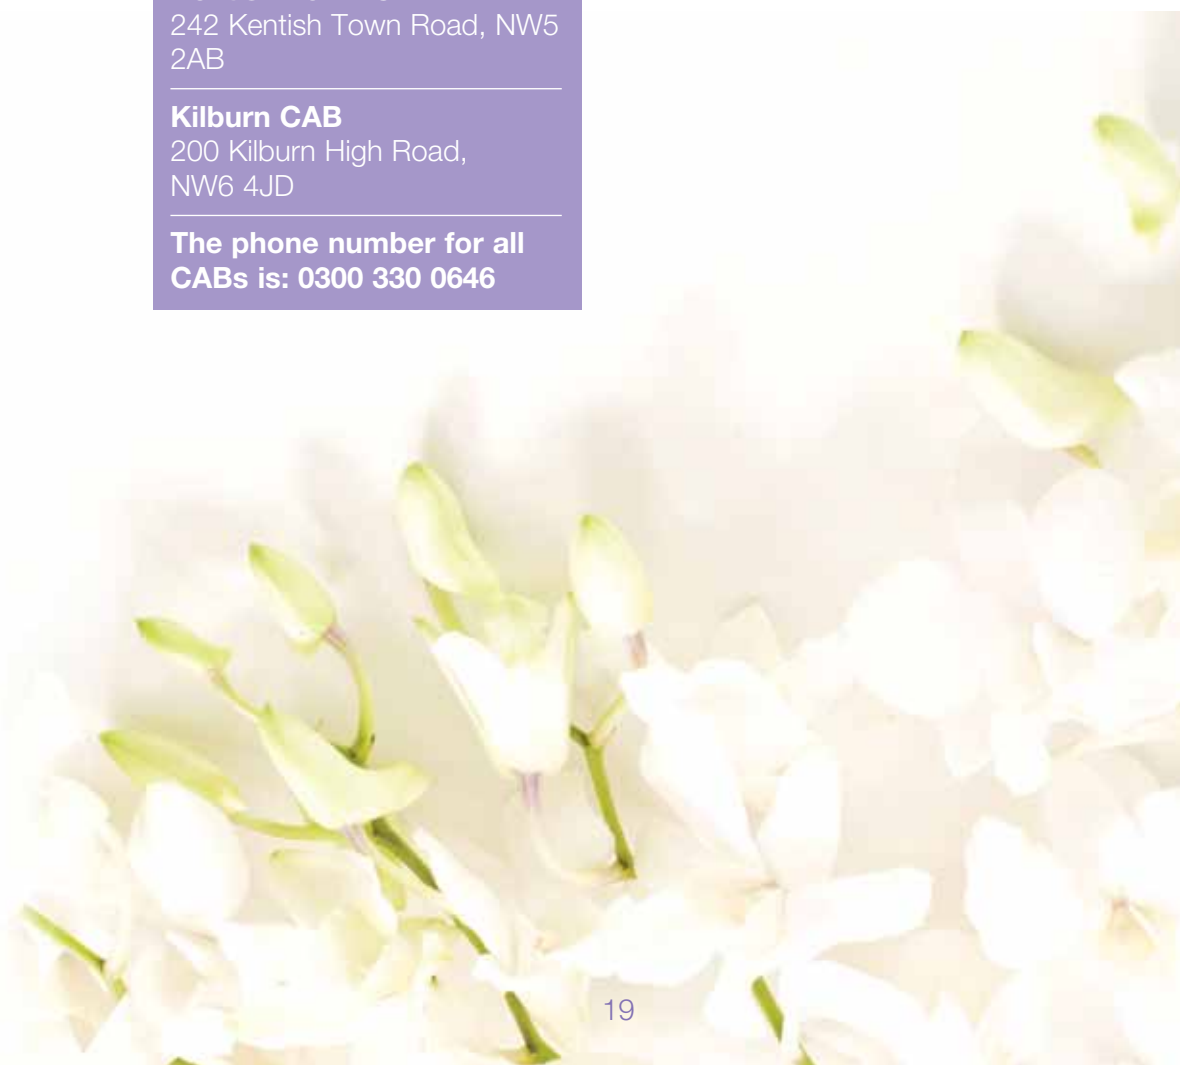 242 Kentish Town Road, NW5
2AB
Kilburn CAB
200 Kilburn High Road,
NW6 4JD
The phone number for all
CABs is: 0300 330 0646
19